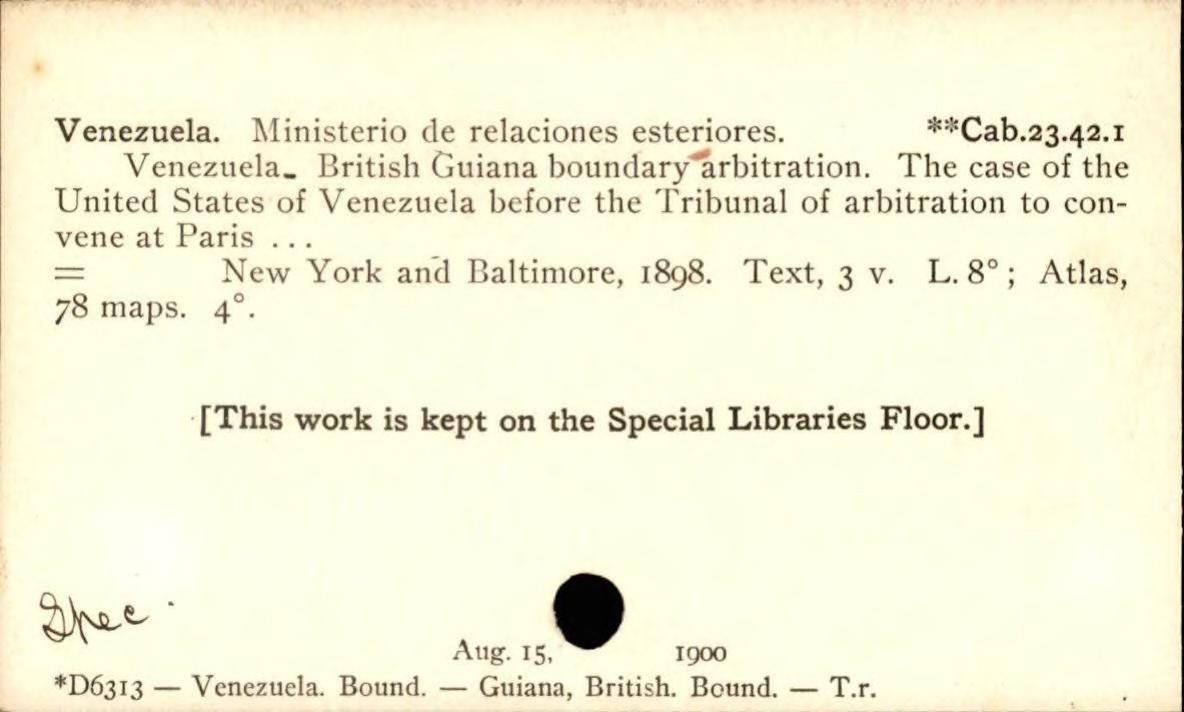 Venezuela. Ministerio de relaciones esteriores. **Cab.23.42.1
Venezuela- British Guiana boundary arbitration. The case of the
United States of Venezuela before the Tribunal of arbitration to con-
vene at Paris ...
= New York and Baltimore, 1898. Text, 3 v. L. 8°; Atlas,
78 maps. 4°.
[This work is kept on the Special Libraries Floor.]
Spec.
Aug. 15, 1900
*D6313 — Venezuela. Bound. — Guiana, British. Bound. — T.r.